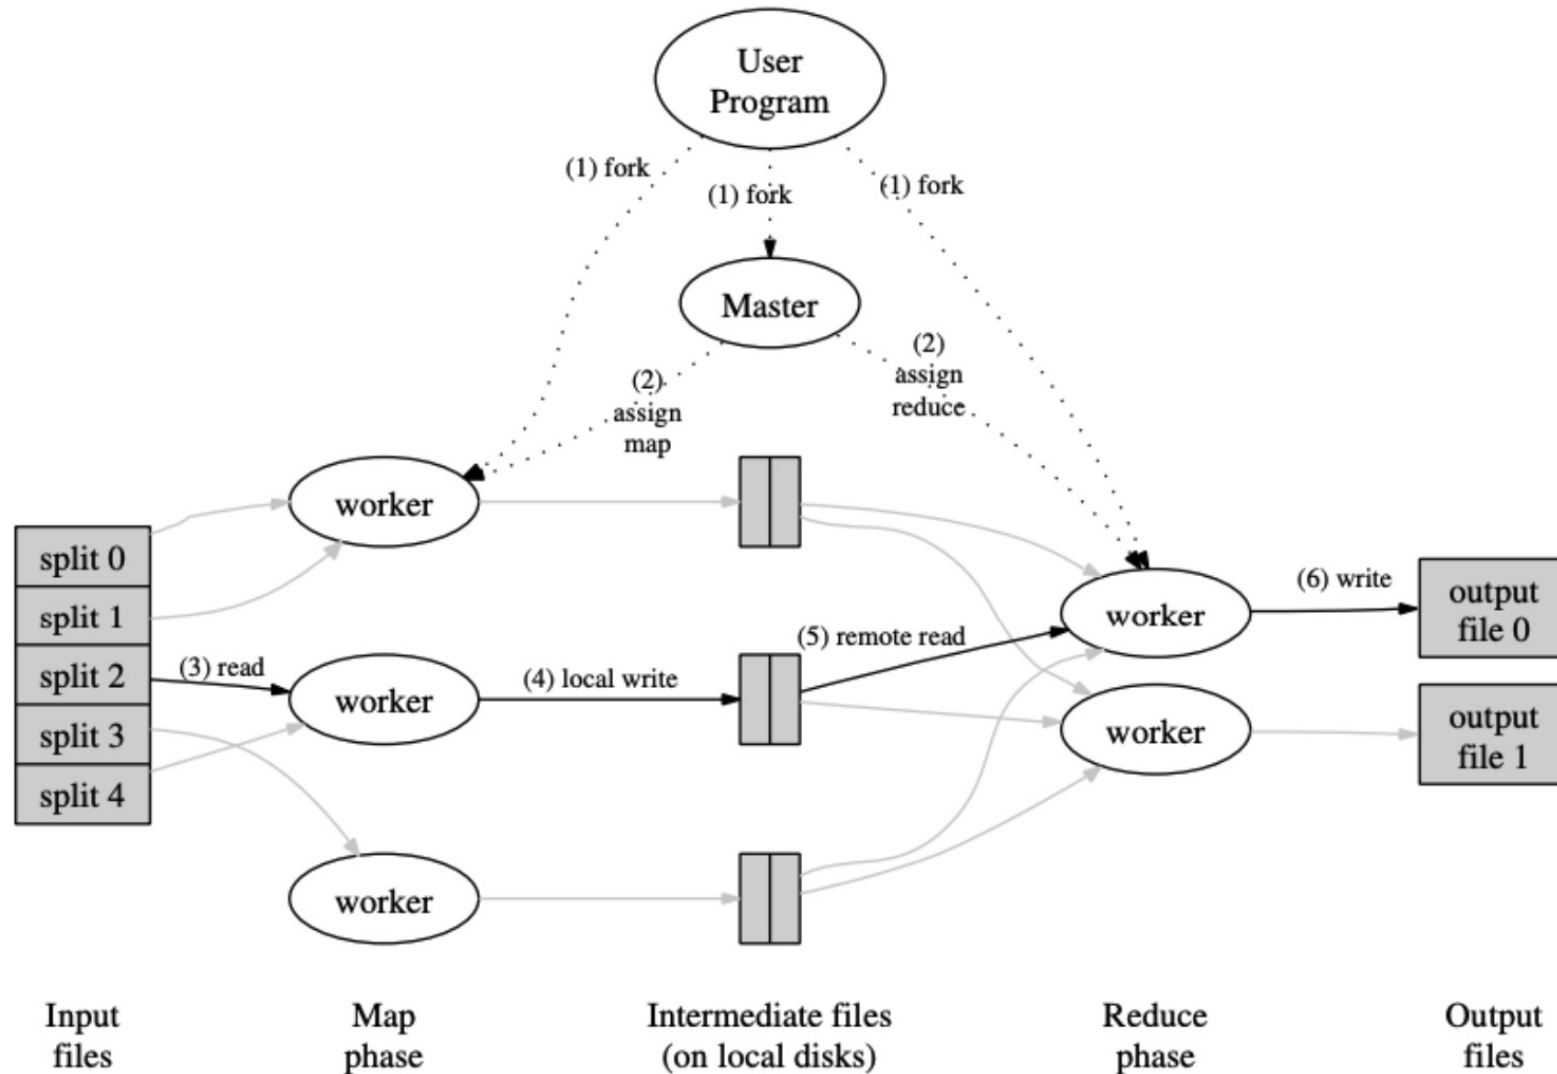 User
Program
(1) fork
(1) fork
(1) fork
Master
(2)
assign
map
(2)
assign
reduce
worker
split 0
split 1
split 2
split 3
split 4
(3) read
worker
(4) local write
(5) remote read
worker
(6) write
output
file 0
worker
output
file 1
worker
Input
files
Map
phase
Intermediate files
(on local disks)
Reduce
phase
Output
files